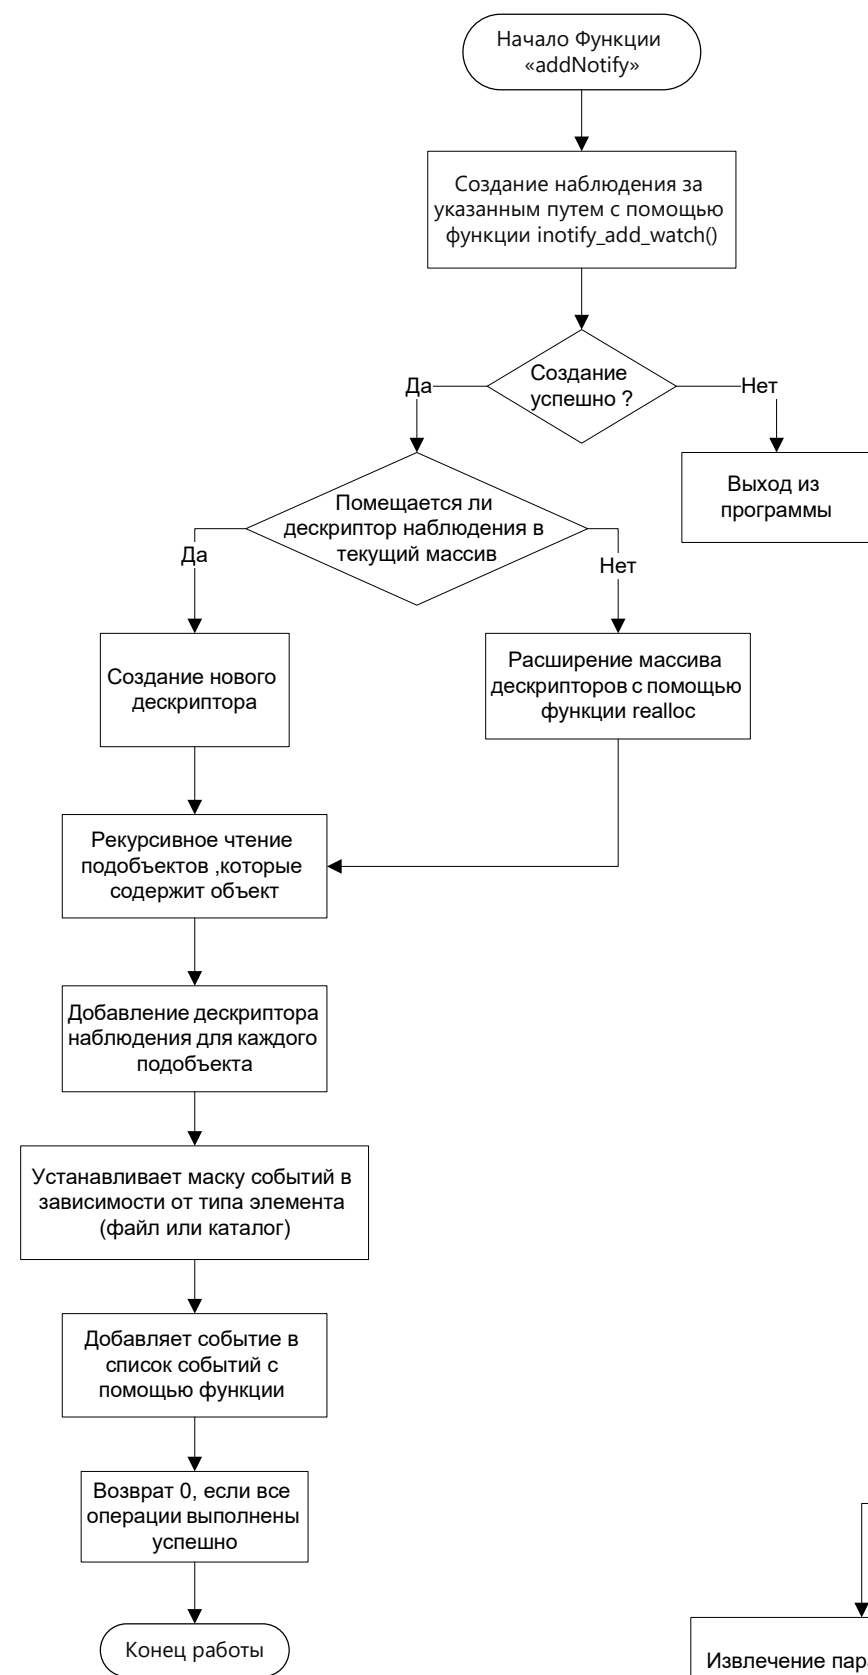 Начало Функции
«addNotify»
Создание наблюдения за
указанным путем с помощью
функции inotify_add_watch()
Создание
успешно ?
Да
Нет
Выход из
программы
Помещается ли
дескриптор наблюдения в
текущий массив
Да
Нет
Создание нового
дескриптора
Расширение массива
дескрипторов с помощью
функции realloc
Рекурсивное чтение
подобъектов ,которые
содержит объект
Добавление дескриптора
наблюдения для каждого
подобъекта
Устанавливает маску событий в
зависимости от типа элемента
(файл или каталог)
Добавляет событие в
список событий с
помощью функции
Возврат 0, если все
операции выполнены
успешно
Конец работы
Извлечение